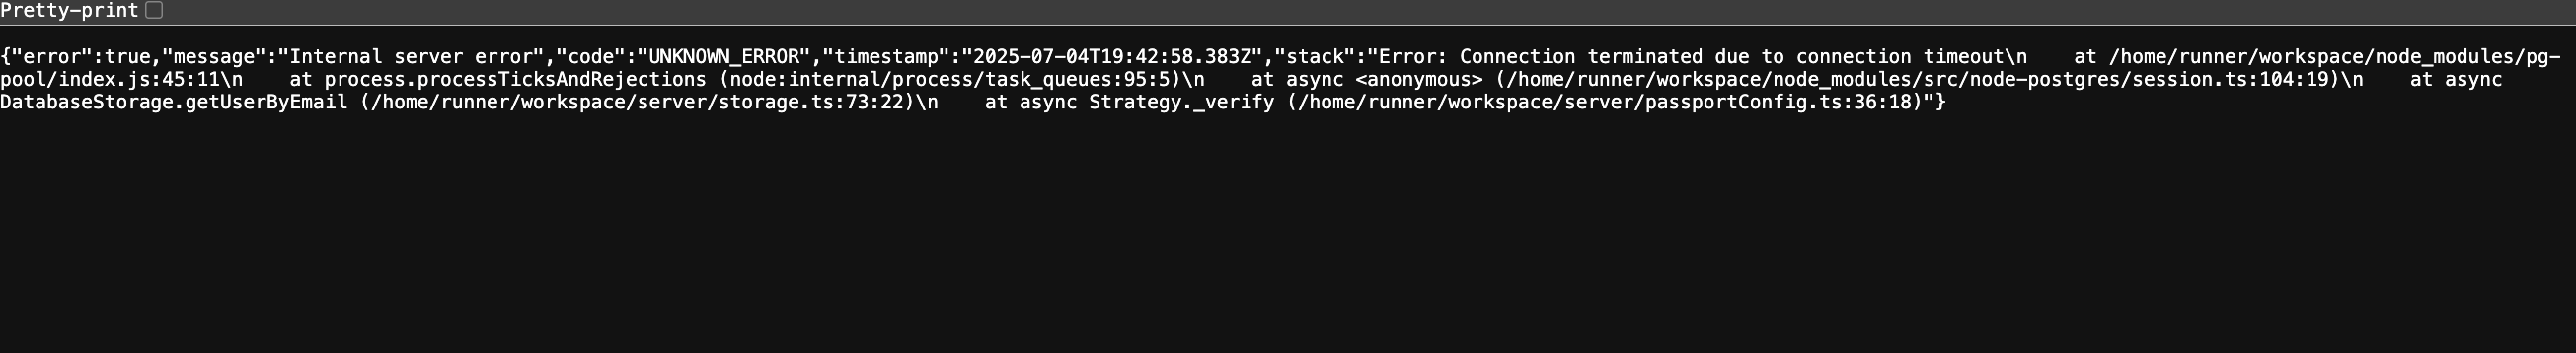 Pretty-print
{"error":true,"message":"Internal server error","code":"UNKNOWN_ERROR","timestamp":"2025-07-04T19:42:58.383Z","stack":"Error: Connection terminated due to connection timeout\n    at /home/runner/workspace/node_modules/pg-
pool/index.js:45:11\n    at process.processTicksAndRejections (node:internal/process/task_queues:95:5)\n    at async <anonymous> (/home/runner/workspace/node_modules/src/node-postgres/session.ts:104:19)\n    at async
DatabaseStorage.getUserByEmail (/home/runner/workspace/server/storage.ts:73:22)\n    at async Strategy._verify (/home/runner/workspace/server/passportConfig.ts:36:18)"}